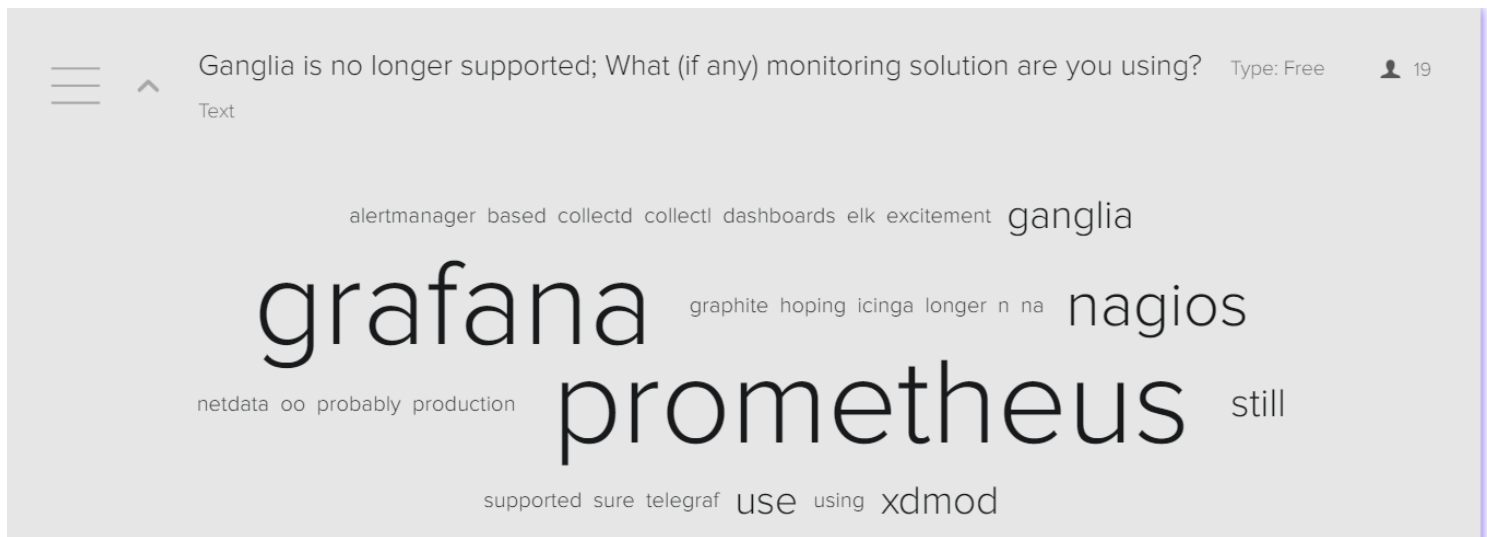 Ganglia is no longer supported; What (if any) monitoring solution are you using? Type: Free 19
Text
alertmanager based collectd collectl dashboards elk excitement ganglia
grafana graphite hoping icinga longer n na nagios
netdata oo probably production prometheus still
supported sure telegraf use using xdmod